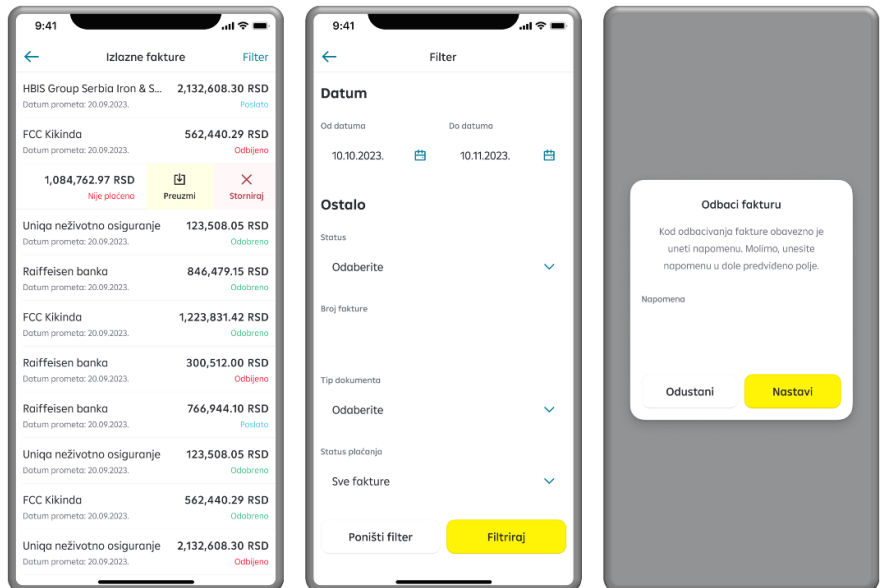 9:41
Izlazne fakture
Filter
HBIS Group Serbia Iron & S... 2,132,608.30 RSD
Datum prometa: 20.09.2023. Poslato
FCC Kikinda 562,440.29 RSD
Datum prometa: 20.09.2023. Odbijeno
1,084,762.97 RSD
Nije plaćena
Preuzmi
Storniraj
Uniqa neživotno osiguranje 123,508.05 RSD
Datum prometa: 20.09.2023. Odobreno
Raiffeisen banka 846,479.15 RSD
Datum prometa: 20.09.2023. Odobreno
FCC Kikinda 1,223,831.42 RSD
Datum prometa: 20.09.2023. Odobreno
Raiffeisen banka 300,512.00 RSD
Datum prometa: 20.09.2023. Odbijeno
Raiffeisen banka 766,944.10 RSD
Datum prometa: 20.09.2023. Poslato
Uniqa neživotno osiguranje 123,508.05 RSD
Datum prometa: 20.09.2023. Odobreno
FCC Kikinda 562,440.29 RSD
Datum prometa: 20.09.2023. Odobreno
Uniqa neživotno osiguranje 2,132,608.30 RSD
Datum prometa: 20.09.2023. Odbijeno
9:41
Filter
Datum
Od datuma Do datuma
10.10.2023. 10.11.2023.
Ostalo
Status
Odaberite
Broj fakture
Tip dokumenta
Odaberite
Status plaćanja
Sve fakture
Poništi filter Filtriraj
Odbaci fakturu
Kod odbacivanja fakture obavezno je
uneti napomenu. Molimo, unesite
napomenu u dole predviđeno polje.
Napomena
Odustani Nastavi